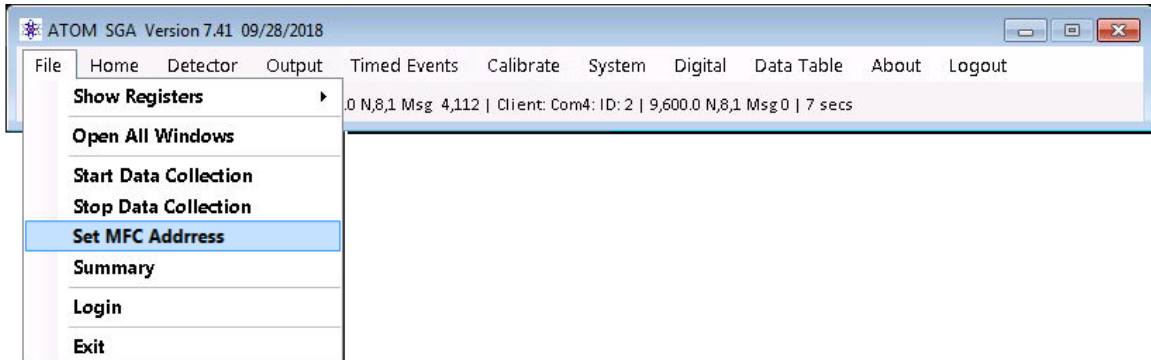 ATOM SGA Version 7.41 09/28/2018
File Home Detector Output Timed Events Calibrate System Digital Data Table About Logout
.0 N,8,1 Msg 4,112 | Client: Com4: ID: 2 | 9,600.0 N,8,1 Msg 0 | 7 secs
Show Registers
Open All Windows
Start Data Collection
Stop Data Collection
Set MFC Addrress
Summary
Login
Exit